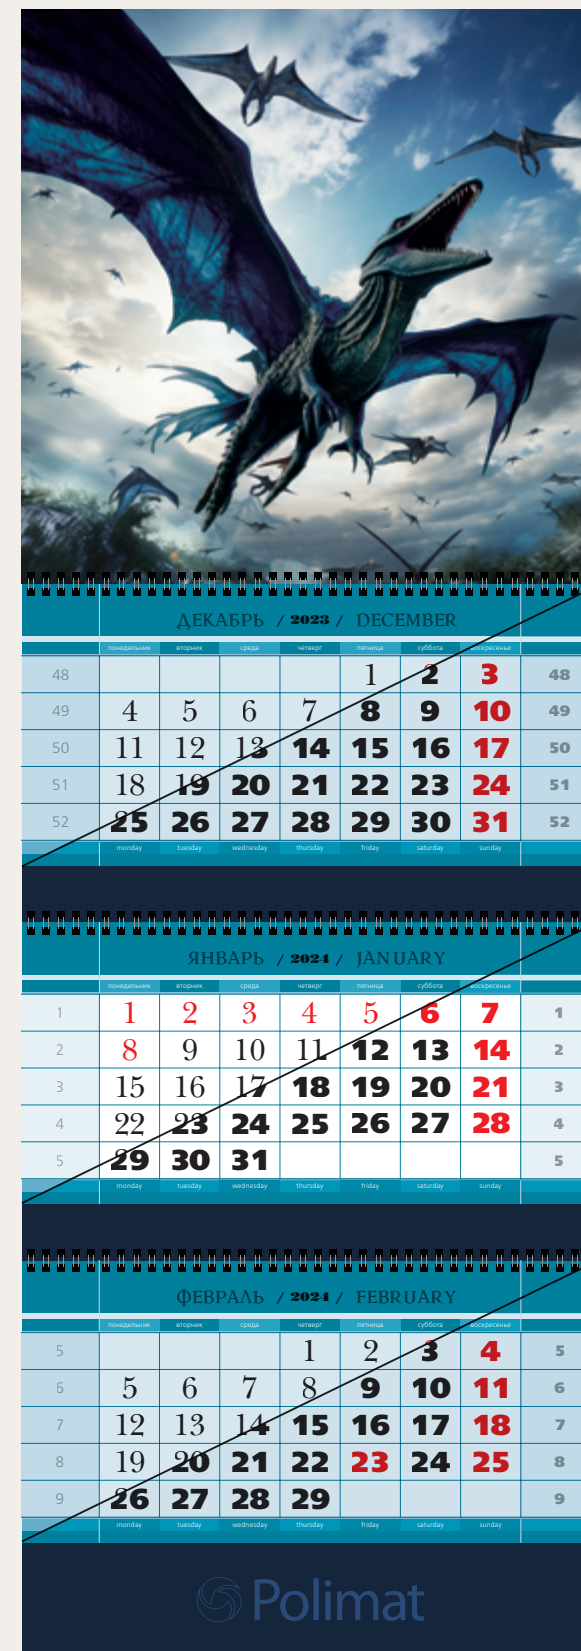 ДЕКАБРЬ / 2023 / DECEMBER
понедельник вторник среда четверг пятница суббота воскресенье
48 1 2 3 48
49 4 5 6 7 8 9 10 49
50 11 12 13 14 15 16 17 50
51 18 19 20 21 22 23 24 51
52 25 26 27 28 29 30 31 52
monday tuesday wednesday thursday friday saturday sunday
ЯНВАРЬ / 2024 / JANUARY
понедельник вторник среда четверг пятница суббота воскресенье
1 1 2 3 4 5 6 7 1
2 8 9 10 11 12 13 14 2
3 15 16 17 18 19 20 21 3
4 22 23 24 25 26 27 28 4
5 29 30 31 5
monday tuesday wednesday thursday friday saturday sunday
ФЕВРАЛЬ / 2024 / FEBRUARY
понедельник вторник среда четверг пятница суббота воскресенье
5 1 2 3 4 5
6 5 6 7 8 9 10 11 6
7 12 13 14 15 16 17 18 7
8 19 20 21 22 23 24 25 8
9 26 27 28 29 9
monday tuesday wednesday thursday friday saturday sunday
Polimat